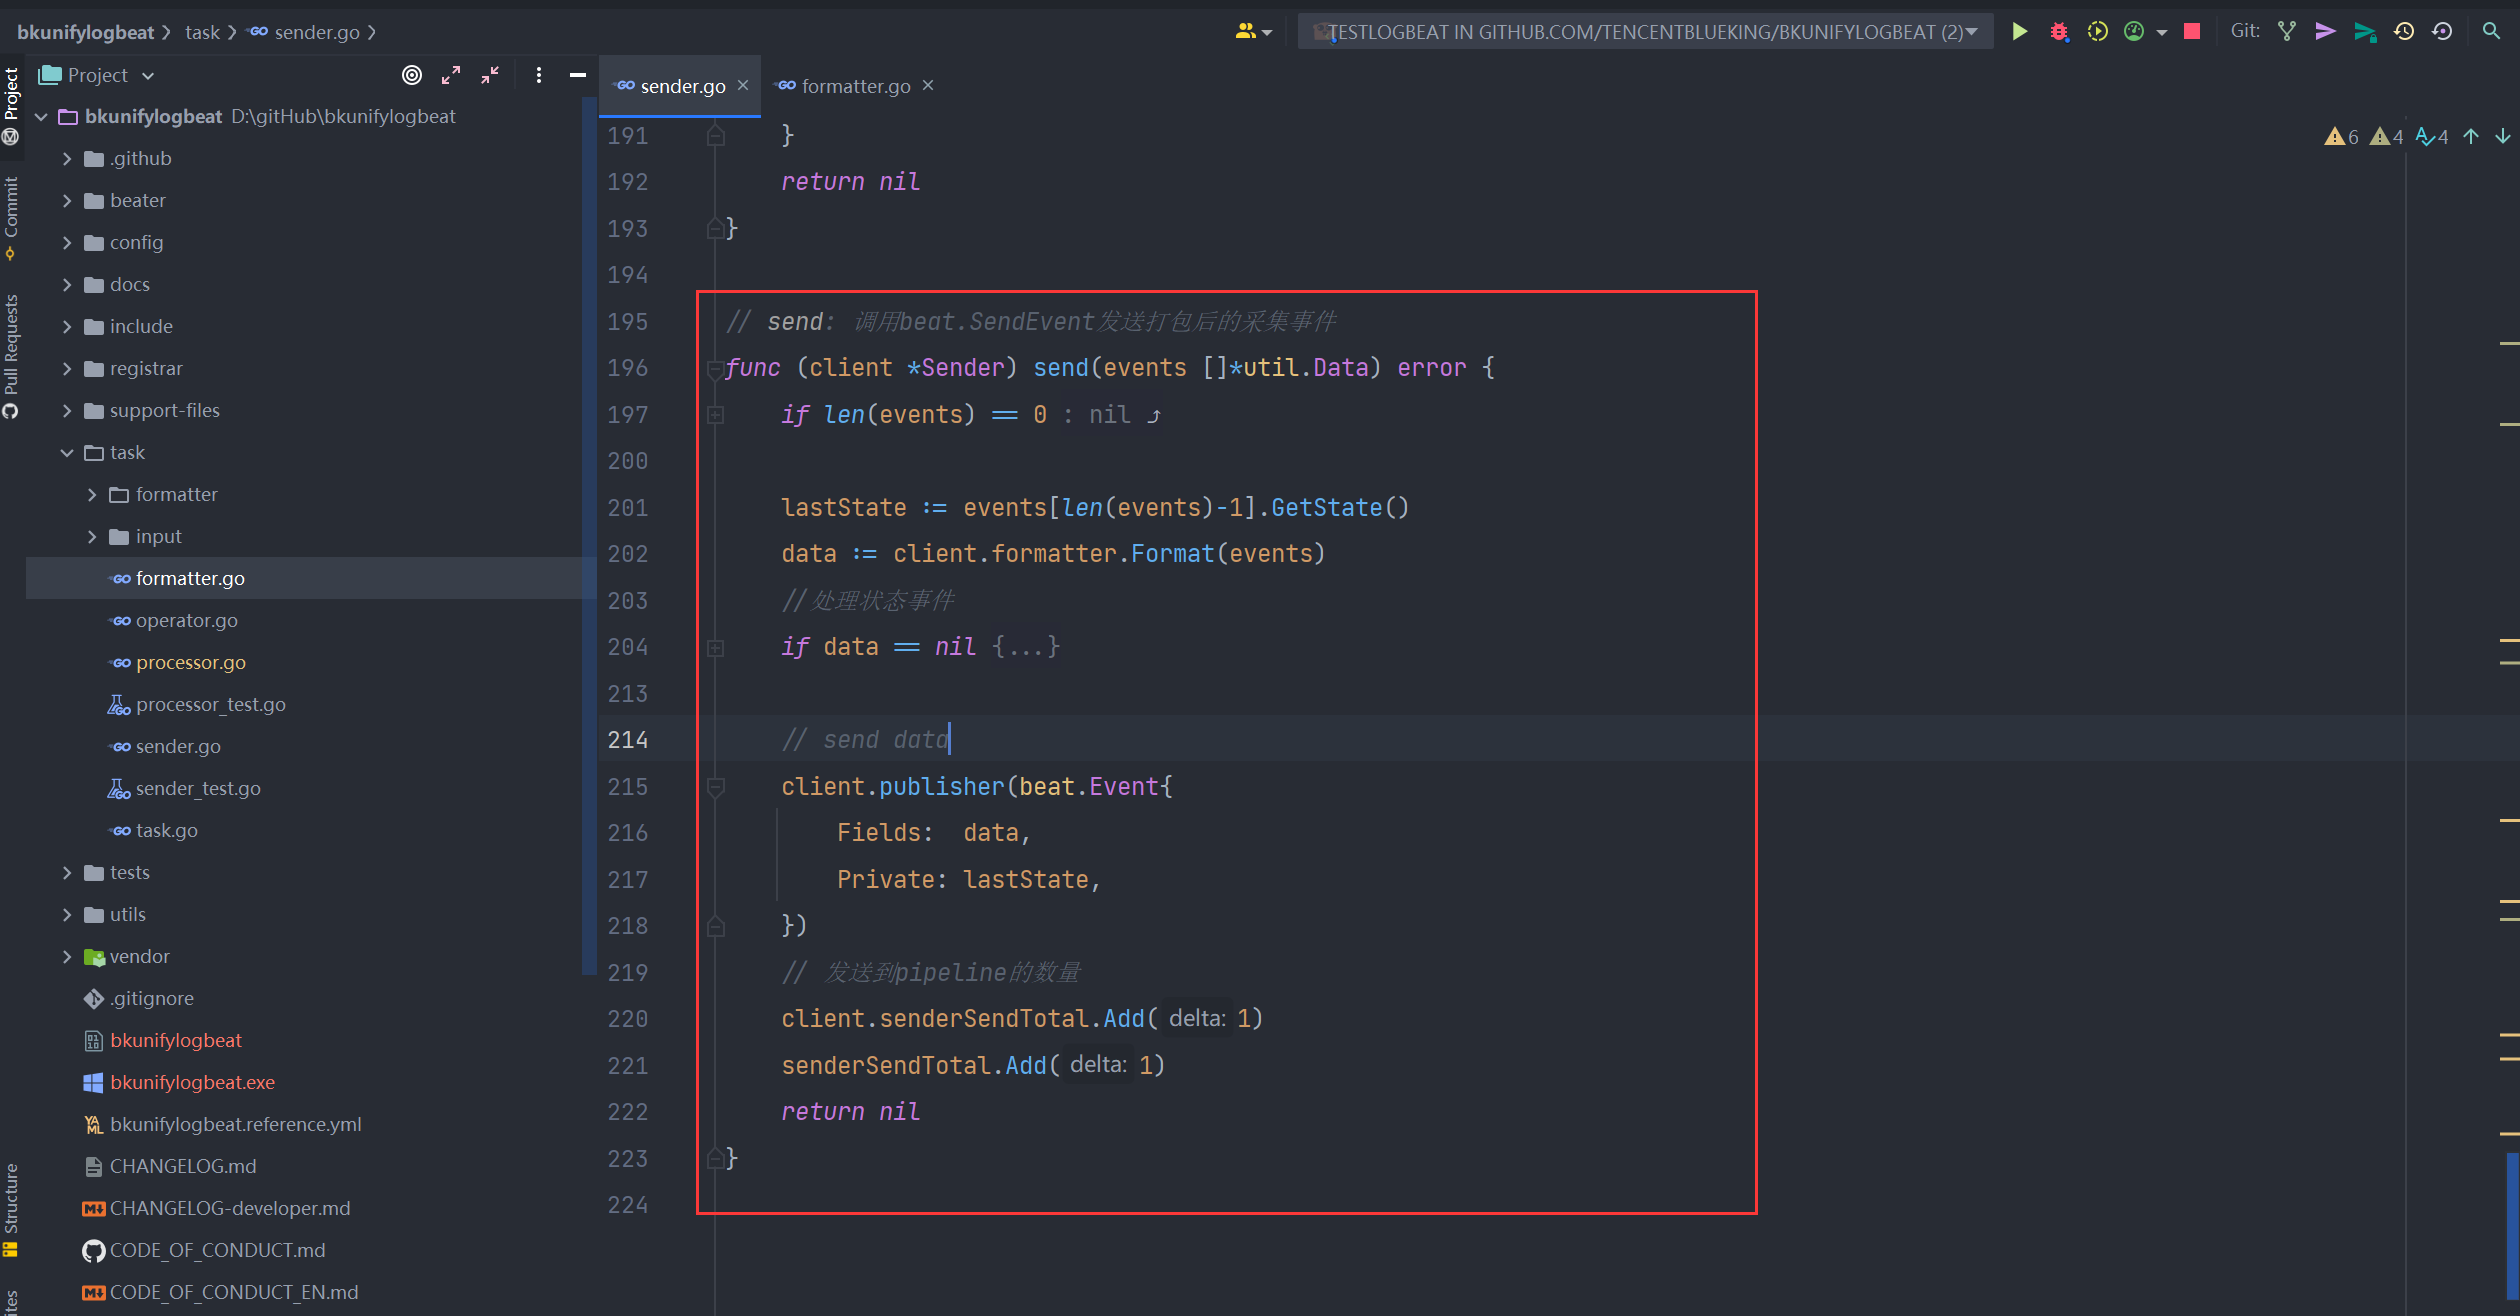 bkunifylogbeat
task
sender.go
TESTLOGBEAT IN GITHUB.COM/TENCENTBLUEKING/BKUNIFYLOGBEAT (2)
Git:
Project
Commit
Pull Requests
Structure
Project
bkunifylogbeat D:\gitHub\bkunifylogbeat
.github
beater
config
docs
include
registrar
support-files
task
formatter
input
formatter.go
operator.go
processor.go
processor_test.go
sender.go
sender_test.go
task.go
tests
utils
vendor
.gitignore
bkunifylogbeat
bkunifylogbeat.exe
bkunifylogbeat.reference.yml
CHANGELOG.md
CHANGELOG-developer.md
CODE_OF_CONDUCT.md
CODE_OF_CONDUCT_EN.md
sender.go
formatter.go
6 4 4
191 }
192 return nil
193 }
194
195 // send: 调用beat.SendEvent发送打包后的采集事件
196 func (client *Sender) send(events []*util.Data) error {
197 if len(events) == 0 : nil
200
201 lastState := events[len(events)-1].GetState()
202 data := client.formatter.Format(events)
203 //处理状态事件
204 if data == nil {...}
213
214 // send data
215 client.publisher(beat.Event{
216 Fields: data,
217 Private: lastState,
218 })
219 // 发送到pipeline的数量
220 client.senderSendTotal.Add( delta: 1)
221 senderSendTotal.Add( delta: 1)
222 return nil
223 }
224